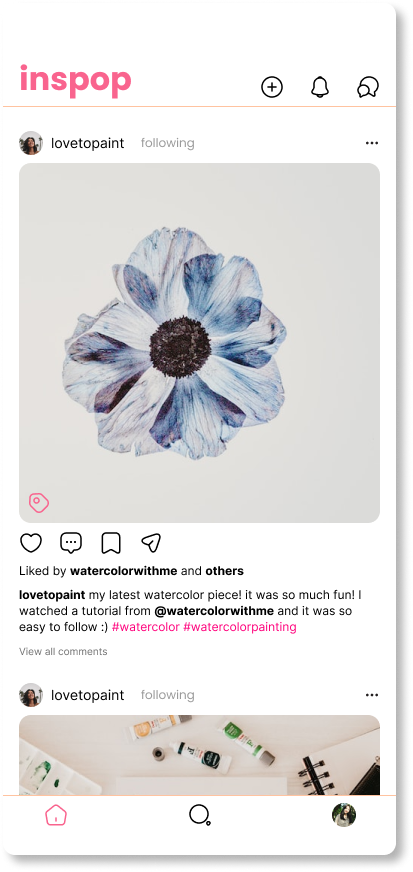 inspop
lovetopaint following
Liked by watercolorwithme and others
lovetopaint my latest watercolor piece! it was so much fun! I
watched a tutorial from @watercolorwithme and it was so
easy to follow :) #watercolor #watercolorpainting
View all comments
lovetopaint following